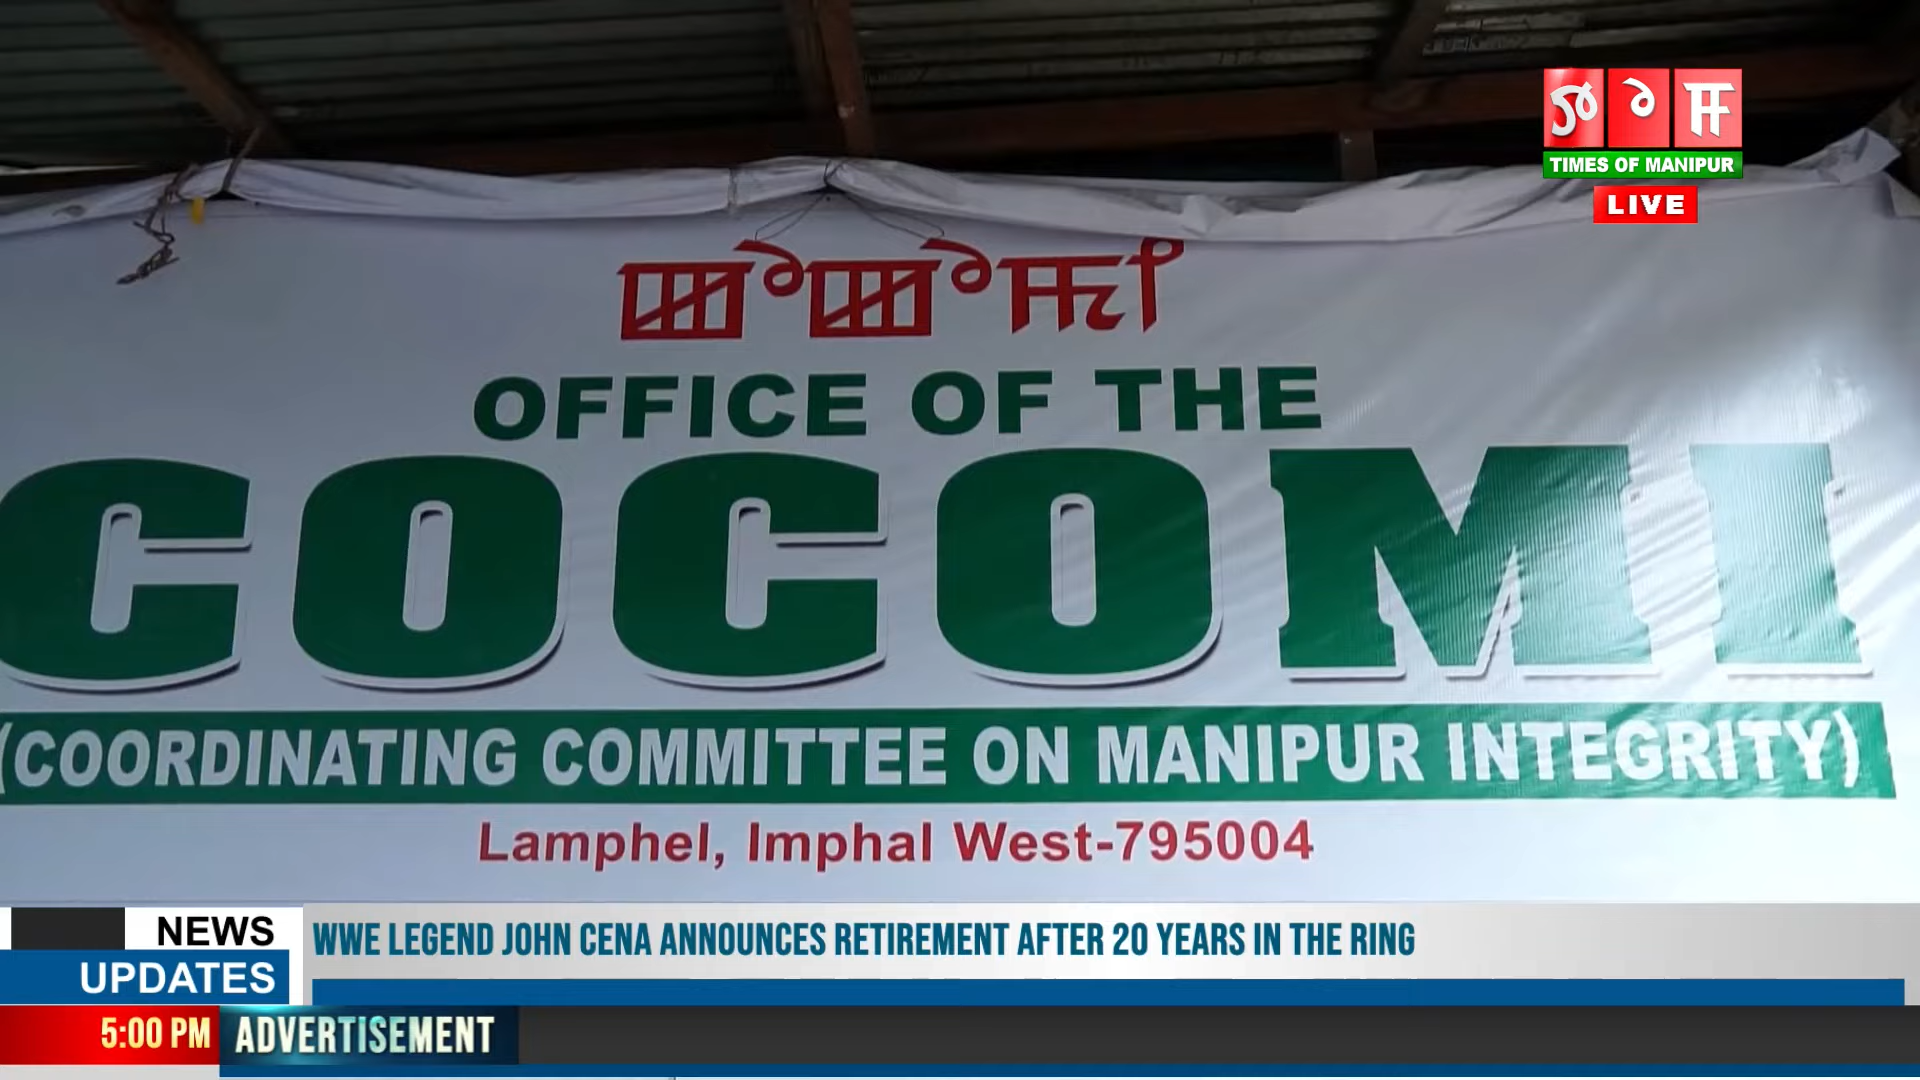 ꯇꯣꯝ
TIMES OF MANIPUR
LIVE
ꯀꯣꯀꯣꯃꯤ
OFFICE OF THE
COCOMI
(COORDINATING COMMITTEE ON MANIPUR INTEGRITY)
Lamphel, Imphal West-795004
NEWS
UPDATES
WWE LEGEND JOHN CENA ANNOUNCES RETIREMENT AFTER 20 YEARS IN THE RING
5:00 PM
ADVERTISEMENT